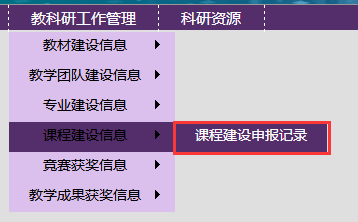 教科研工作管理 科研资源
教材建设信息
教学团队建设信息
专业建设信息
课程建设信息 课程建设申报记录
竞赛获奖信息
教学成果获奖信息